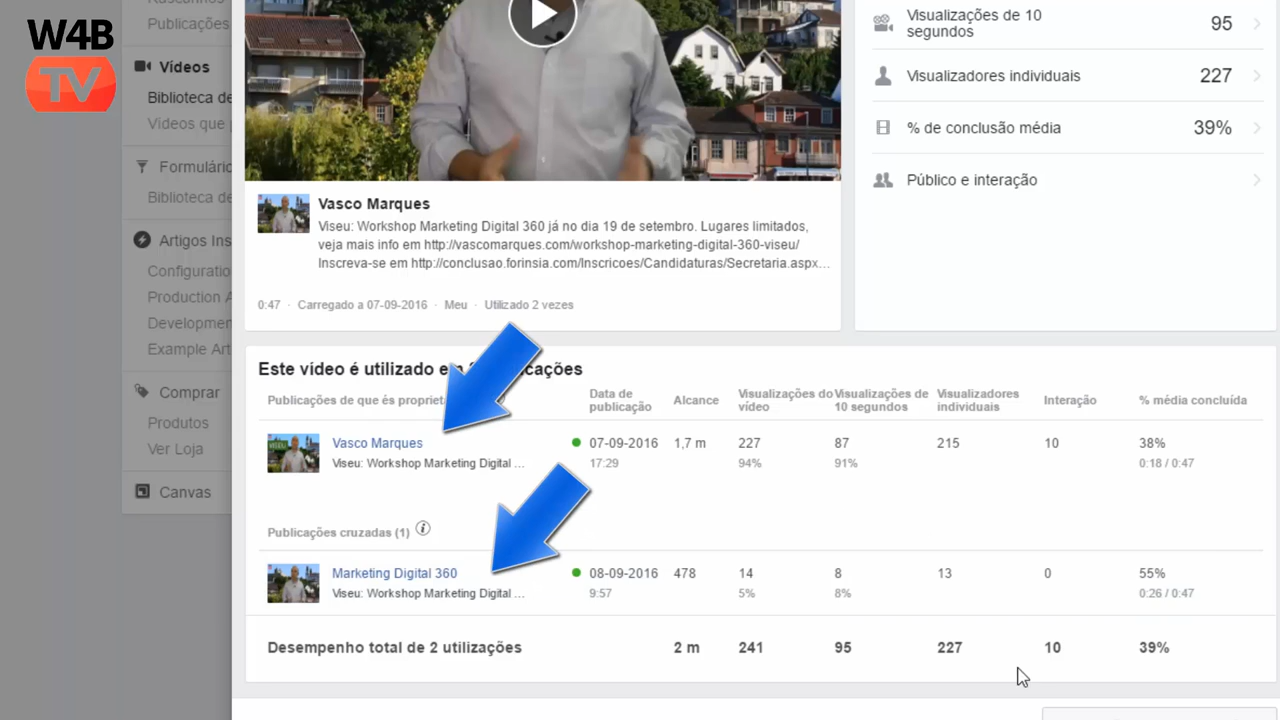 W4B
TV
Publicações
Vídeos
Biblioteca de
Vídeos que
Formulário
Biblioteca de
Artigos Ins
Configuratio
Production A
Developmen
Example Art
Comprar
Produtos
Ver Loja
Canvas
Vasco Marques
Viseu: Workshop Marketing Digital 360 já no dia 19 de setembro. Lugares limitados,
veja mais info em http://vascomarques.com/workshop-marketing-digital-360-viseu/
Inscreva-se em http://conclusao.forinsia.com/Inscricoes/Candidaturas/Secretaria.aspx...
0:47 · Carregado a 07-09-2016 · Meu · Utilizado 2 vezes
Visualizações de 10
segundos 95
Visualizadores individuais 227
% de conclusão média 39%
Público e interação
Este vídeo é utilizado e cações
Publicações de que és propriet Data de publicação Alcance Visualizações do vídeo Visualizações de 10 segundos Visualizadores individuais Interação % média concluída
Vasco Marques 07-09-2016 1,7 m 227 87 215 10 38%
Viseu: Workshop Marketing Digital ... 17:29 94% 91% 0:18 / 0:47
Publicações cruzadas (1)
Marketing Digital 360 08-09-2016 478 14 8 13 0 55%
Viseu: Workshop Marketing Digital ... 9:57 5% 8% 0:26 / 0:47
Desempenho total de 2 utilizações 2 m 241 95 227 10 39%